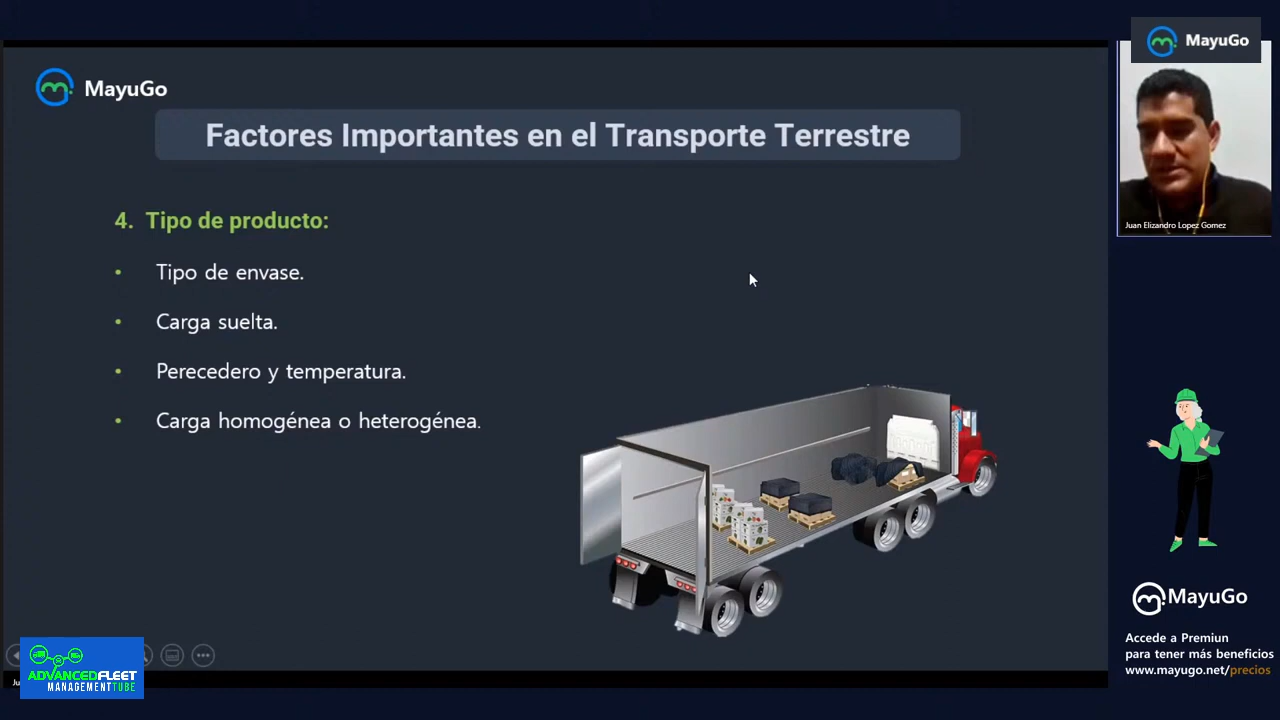 MayuGo
MayuGo
Factores Importantes en el Transporte Terrestre
4. Tipo de producto:
• Tipo de envase.
• Carga suelta.
• Perecedero y temperatura.
• Carga homogénea o heterogénea.
Juan Elizandro Lopez Gomez
MayuGo
Accede a Premiun
para tener más beneficios
www.mayugo.net/precios
ADVANCEDFLEET
MANAGEMENTTUBE